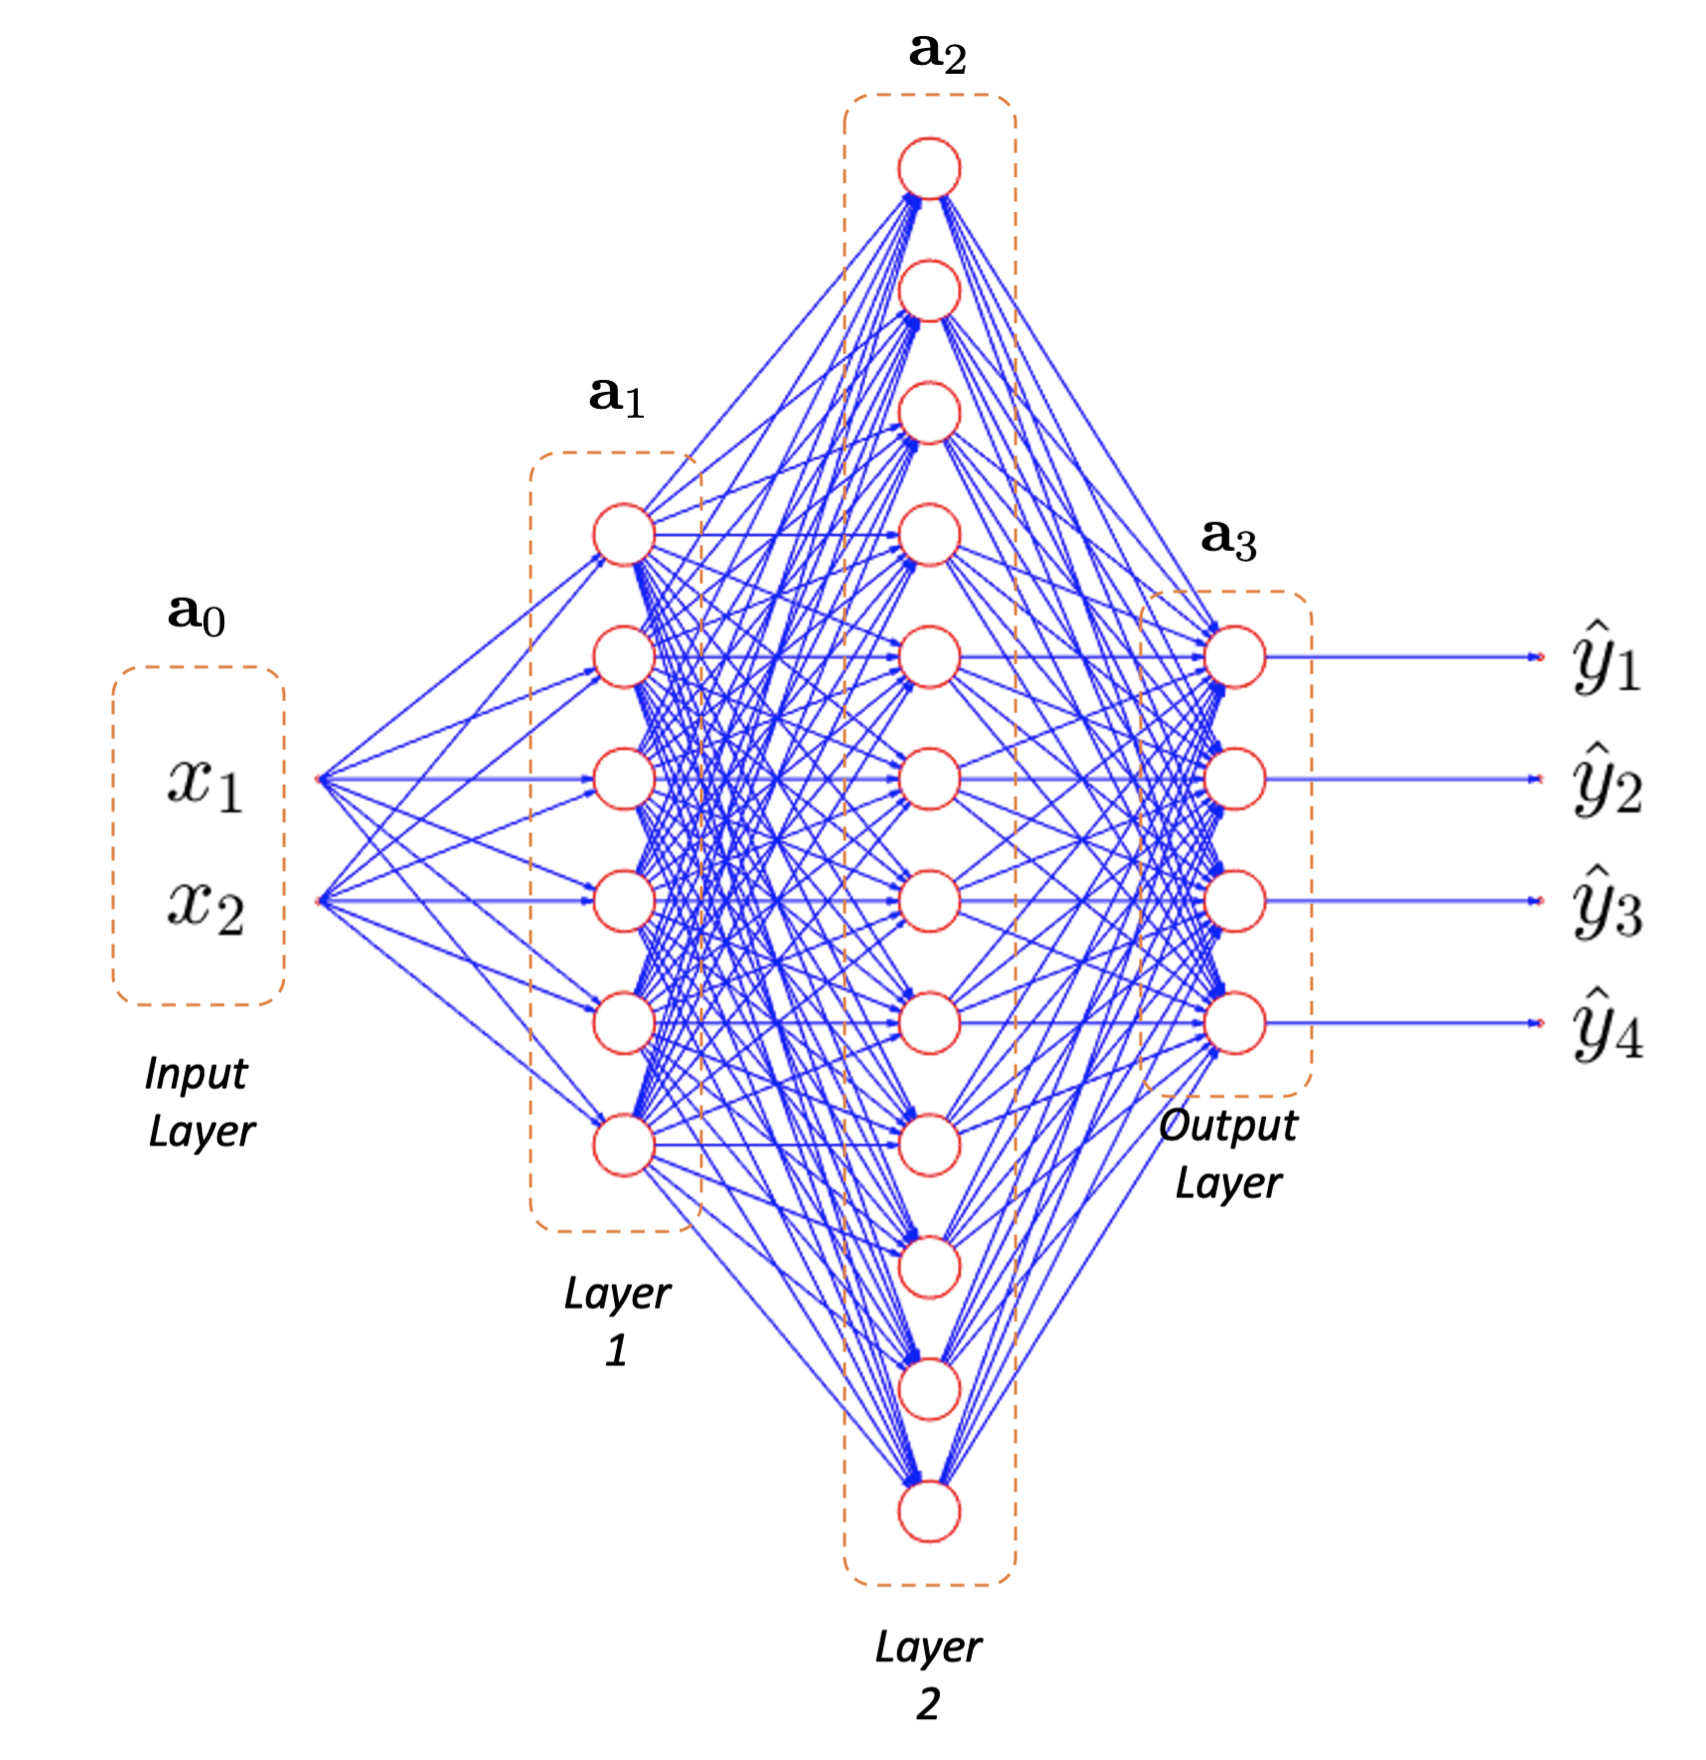 a₂
a₁
a₃
a₀
ŷ₁
x₁
ŷ₂
x₂
ŷ₃
ŷ₄
Input
Layer
Output
Layer
Layer
1
Layer
2